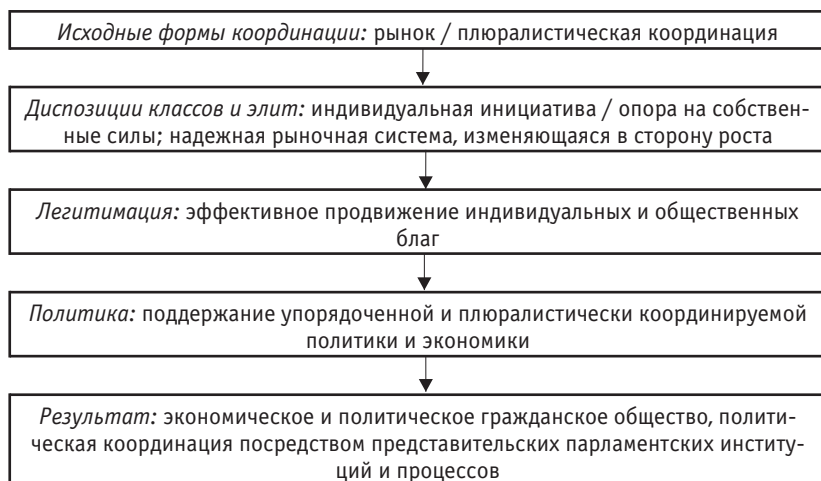 Исходные формы координации: рынок / плюралистическая координация
Диспозиции классов и элит: индивидуальная инициатива / опора на собствен-
ные силы; надежная рыночная система, изменяющаяся в сторону роста
Легитимация: эффективное продвижение индивидуальных и общественных
благ
Политика: поддержание упорядоченной и плюралистически координируемой
политики и экономики
Результат: экономическое и политическое гражданское общество, полити-
ческая координация посредством представительских парламентских институ-
ций и процессов